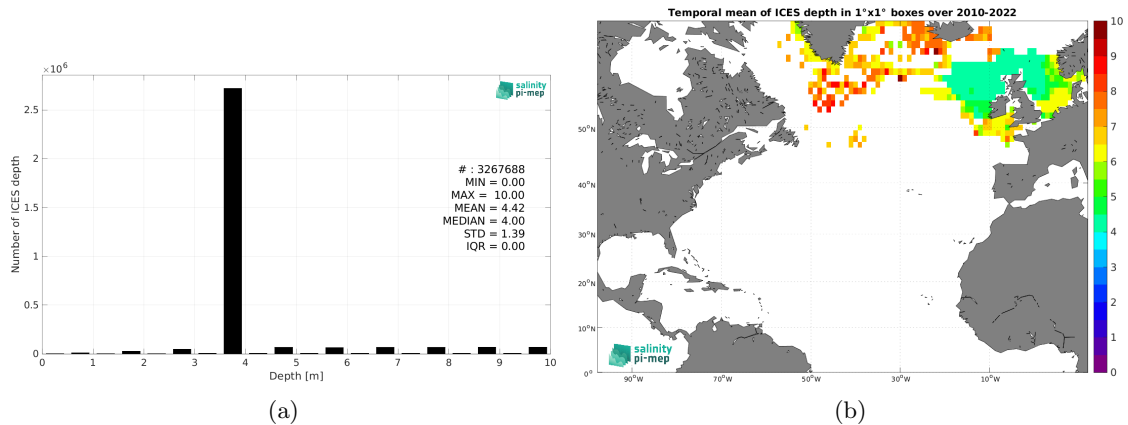 ×10⁶
2.5
2
1.5
1
0.5
0
Number of ICES depth
salinity
pi-mep
# : 3267688
MIN = 0.00
MAX = 10.00
MEAN = 4.42
MEDIAN = 4.00
STD = 1.39
IQR = 0.00
0 1 2 3 4 5 6 7 8 9 10
Depth [m]
(a)
Temporal mean of ICES depth in 1°x1° boxes over 2010-2022
50°N
40°N
30°N
20°N
10°N
0°
salinity
pi-mep
90°W 70°W 50°W 30°W 10°W
10
9
8
7
6
5
4
3
2
1
0
(b)